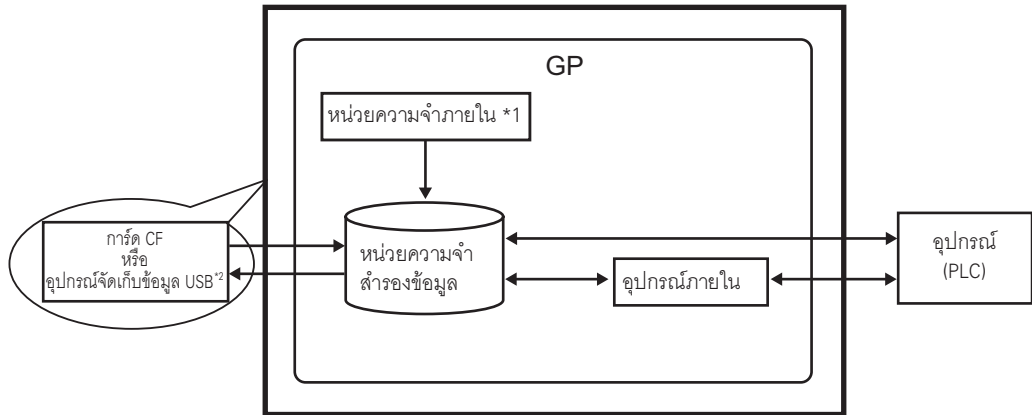 GP
หน่วยความจำภายใน *1
การ์ด CF
หรือ
อุปกรณ์จัดเก็บข้อมูล USB*2
หน่วยความจำ
สำรองข้อมูล
อุปกรณ์ภายใน
อุปกรณ์
(PLC)